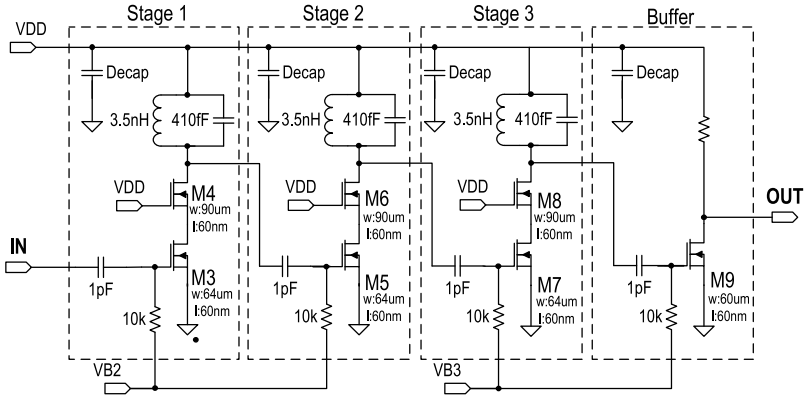 Stage 1
Stage 2
Stage 3
Buffer
VDD
Decap
Decap
Decap
Decap
3.5nH
410fF
3.5nH
410fF
3.5nH
410fF
VDD
M4
w:90um
l:60nm
VDD
M6
w:90um
l:60nm
VDD
M8
w:90um
l:60nm
OUT
IN
1pF
M3
w:64um
l:60nm
1pF
M5
w:64um
l:60nm
1pF
M7
w:64um
l:60nm
1pF
M9
w:60um
l:60nm
10k
10k
10k
10k
VB2
VB3